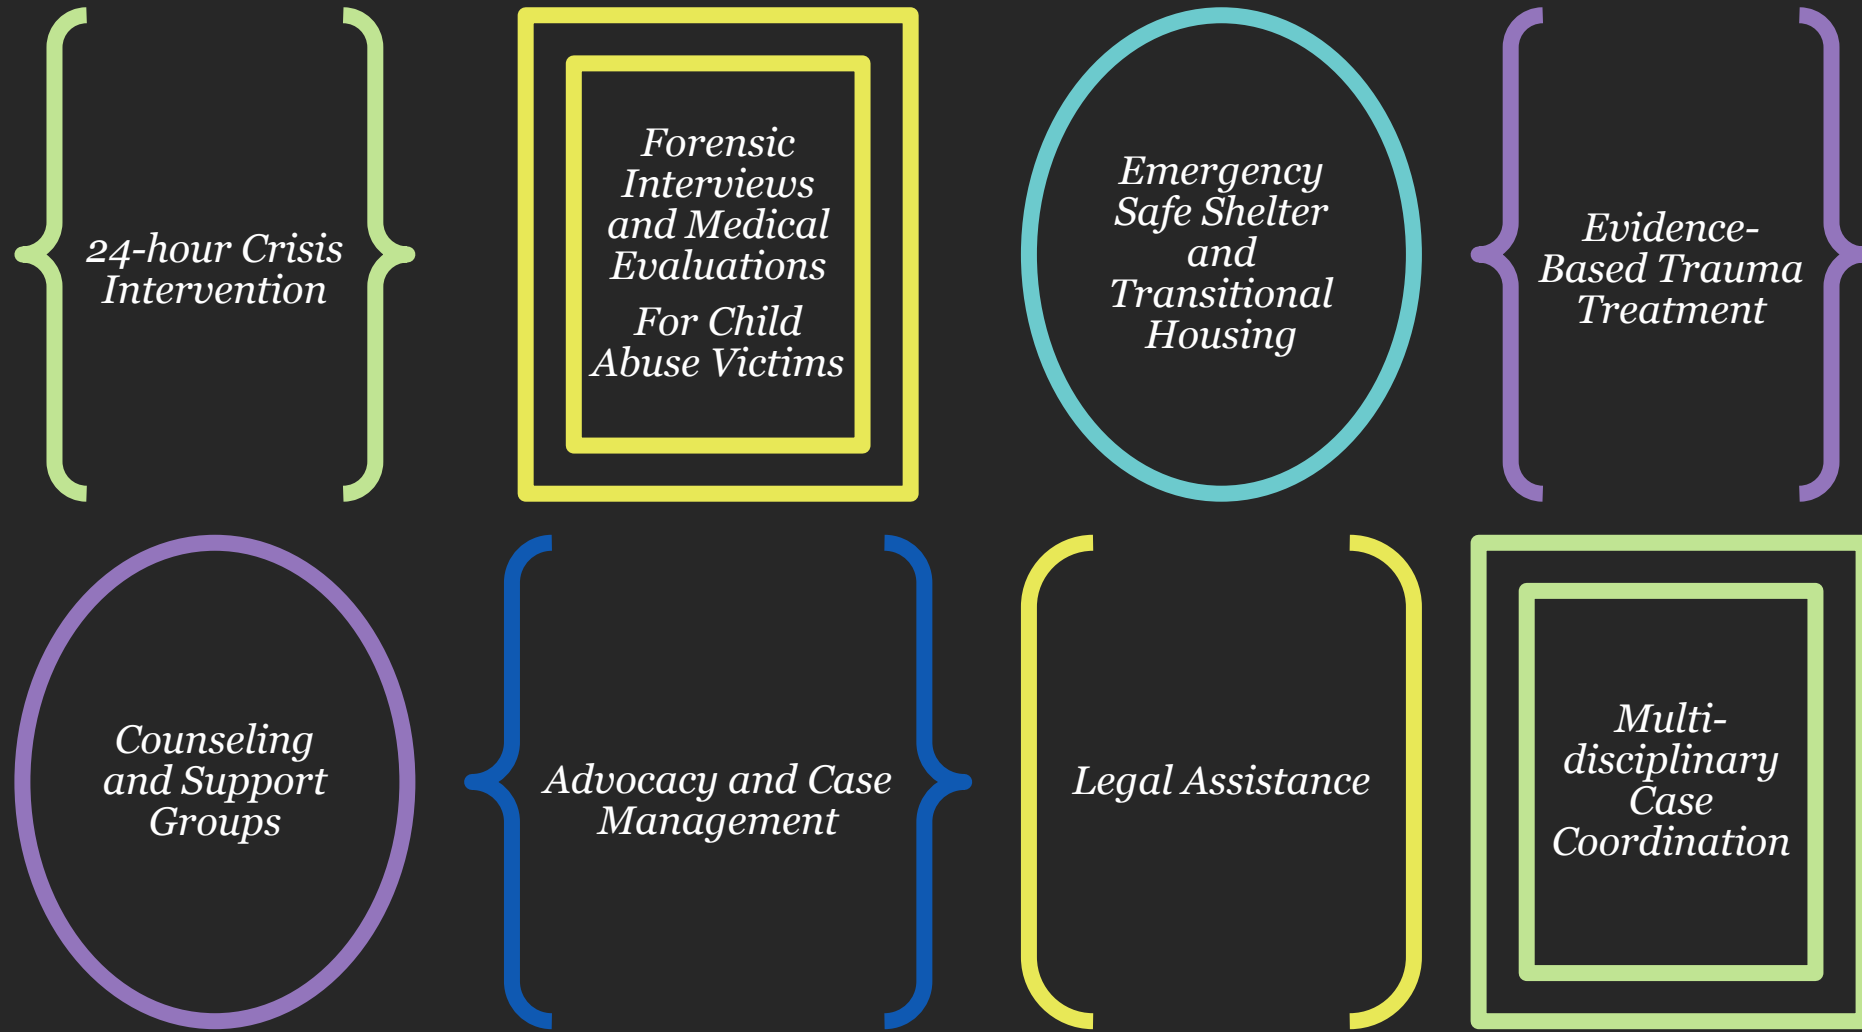 24-hour Crisis
Intervention
Forensic
Interviews
and Medical
Evaluations
For Child
Abuse Victims
Emergency
Safe Shelter
and
Transitional
Housing
Evidence-
Based Trauma
Treatment
Counseling
and Support
Groups
Advocacy and Case
Management
Legal Assistance
Multi-
disciplinary
Case
Coordination